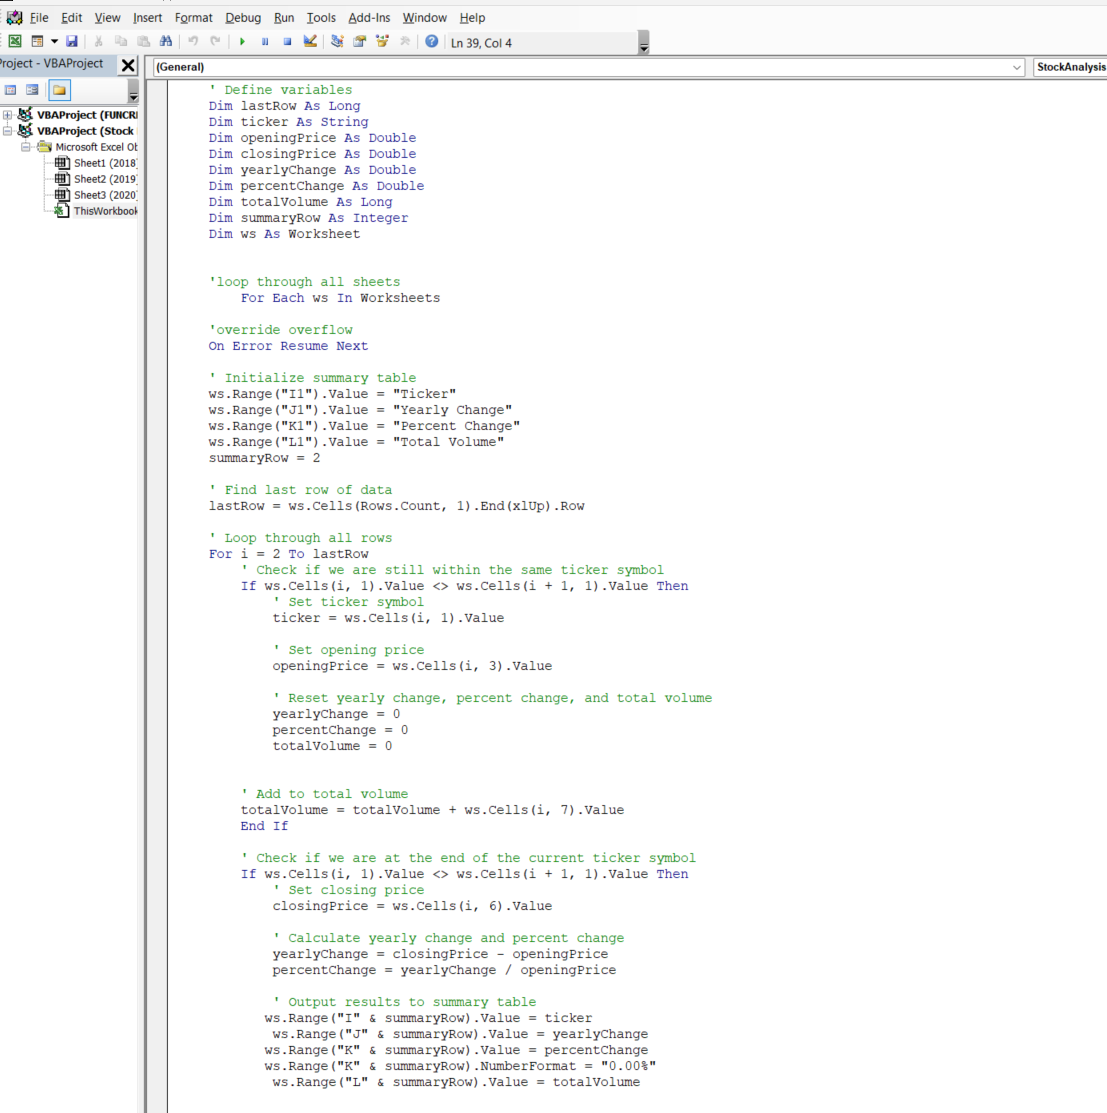 File Edit View Insert Format Debug Run Tools Add-Ins Window Help
Ln 39, Col 4
Project - VBAProject
(General)
StockAnalysis
VBAProject (FUNCRE
VBAProject (Stock
Microsoft Excel Ob
Sheet1 (2018)
Sheet2 (2019)
Sheet3 (2020)
ThisWorkbook
' Define variables
Dim lastRow As Long
Dim ticker As String
Dim openingPrice As Double
Dim closingPrice As Double
Dim yearlyChange As Double
Dim percentChange As Double
Dim totalVolume As Long
Dim summaryRow As Integer
Dim ws As Worksheet
'loop through all sheets
For Each ws In Worksheets
'override overflow
On Error Resume Next
' Initialize summary table
ws.Range("I1").Value = "Ticker"
ws.Range("J1").Value = "Yearly Change"
ws.Range("K1").Value = "Percent Change"
ws.Range("L1").Value = "Total Volume"
summaryRow = 2
' Find last row of data
lastRow = ws.Cells(Rows.Count, 1).End(xlUp).Row
' Loop through all rows
For i = 2 To lastRow
' Check if we are still within the same ticker symbol
If ws.Cells(i, 1).Value <> ws.Cells(i + 1, 1).Value Then
' Set ticker symbol
ticker = ws.Cells(i, 1).Value
' Set opening price
openingPrice = ws.Cells(i, 3).Value
' Reset yearly change, percent change, and total volume
yearlyChange = 0
percentChange = 0
totalVolume = 0
' Add to total volume
totalVolume = totalVolume + ws.Cells(i, 7).Value
End If
' Check if we are at the end of the current ticker symbol
If ws.Cells(i, 1).Value <> ws.Cells(i + 1, 1).Value Then
' Set closing price
closingPrice = ws.Cells(i, 6).Value
' Calculate yearly change and percent change
yearlyChange = closingPrice - openingPrice
percentChange = yearlyChange / openingPrice
' Output results to summary table
ws.Range("I" & summaryRow).Value = ticker
ws.Range("J" & summaryRow).Value = yearlyChange
ws.Range("K" & summaryRow).Value = percentChange
ws.Range("K" & summaryRow).NumberFormat = "0.00%"
ws.Range("L" & summaryRow).Value = totalVolume